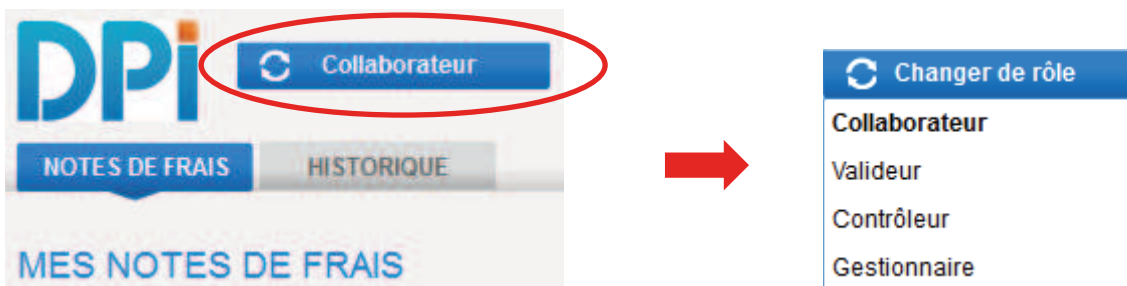 DPi
Collaborateur
NOTES DE FRAIS
HISTORIQUE
MES NOTES DE FRAIS
Changer de rôle
Collaborateur
Valideur
Contrôleur
Gestionnaire